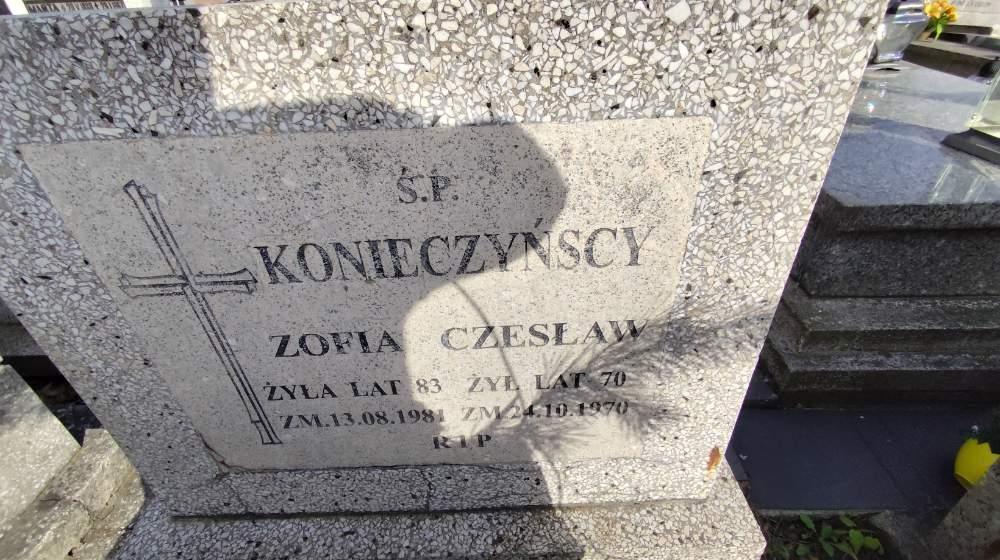 Ś.P.
KONIECZYŃSCY
ZOFIA CZESŁAW
ŻYŁA LAT 83 ŻYŁ LAT 70
ZM.13.08.1981 ZM.24.10.1970
R I P